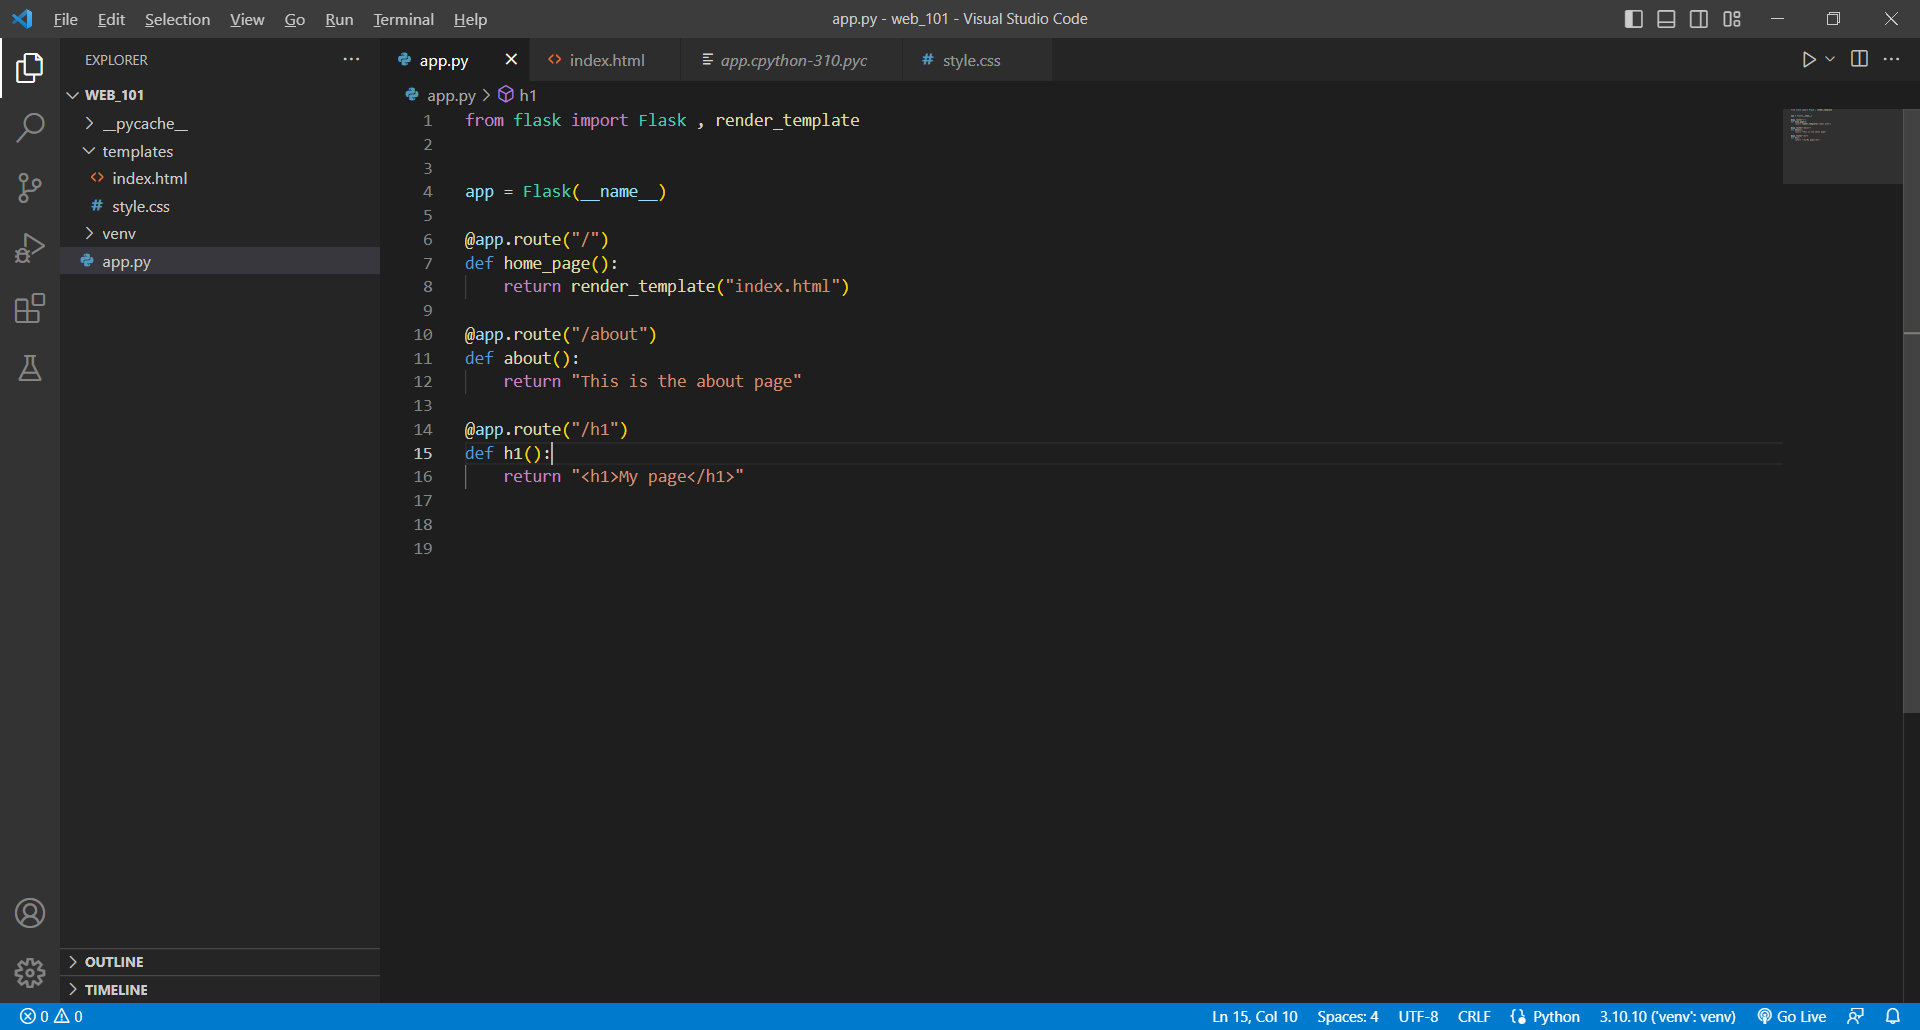 File Edit Selection View Go Run Terminal Help
app.py - web_101 - Visual Studio Code
EXPLORER
WEB_101
__pycache__
templates
index.html
style.css
venv
app.py
OUTLINE
TIMELINE
app.py index.html app.cpython-310.pyc style.css
app.py > h1
1 from flask import Flask , render_template
2
3
4 app = Flask(__name__)
5
6 @app.route("/")
7 def home_page():
8     return render_template("index.html")
9
10 @app.route("/about")
11 def about():
12     return "This is the about page"
13
14 @app.route("/h1")
15 def h1():
16     return "<h1>My page</h1>"
17
18
19
0 0 Ln 15, Col 10 Spaces: 4 UTF-8 CRLF Python 3.10.10 ('venv': venv) Go Live